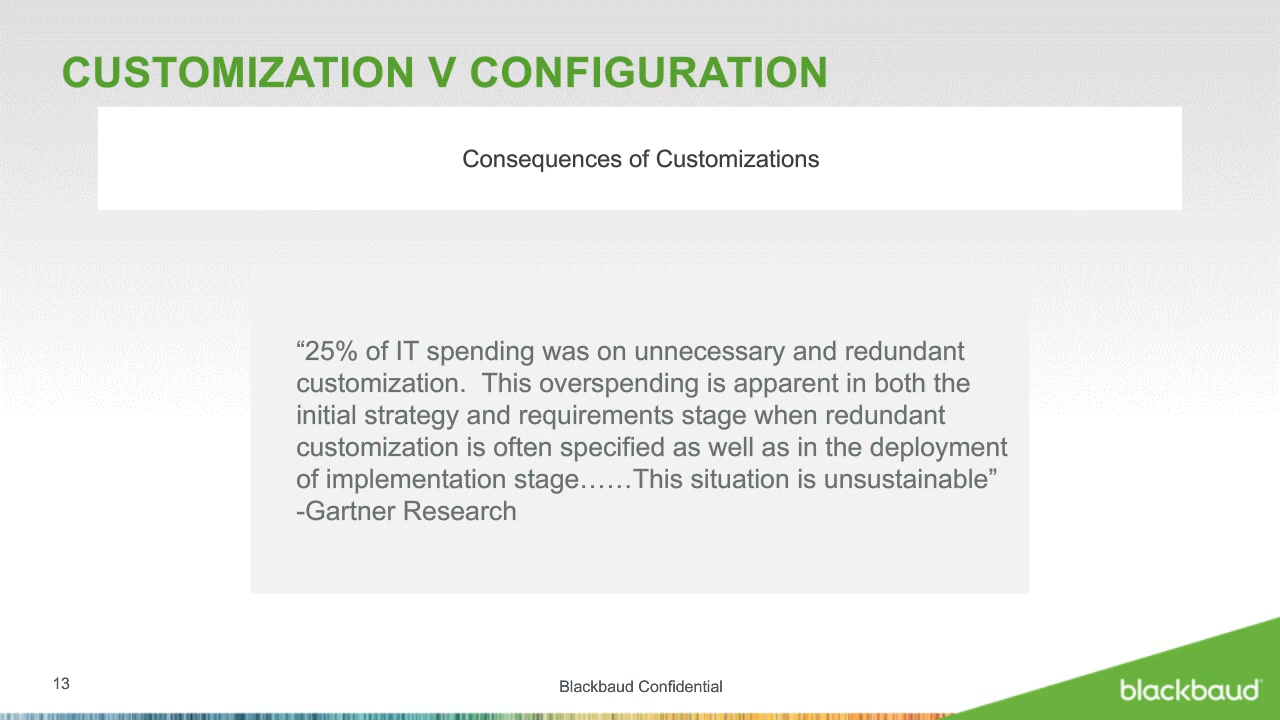 CUSTOMIZATION V CONFIGURATION
Consequences of Customizations
“25% of IT spending was on unnecessary and redundant
customization.  This overspending is apparent in both the
initial strategy and requirements stage when redundant
customization is often specified as well as in the deployment
of implementation stage……This situation is unsustainable”
-Gartner Research
13
Blackbaud Confidential
blackbaud